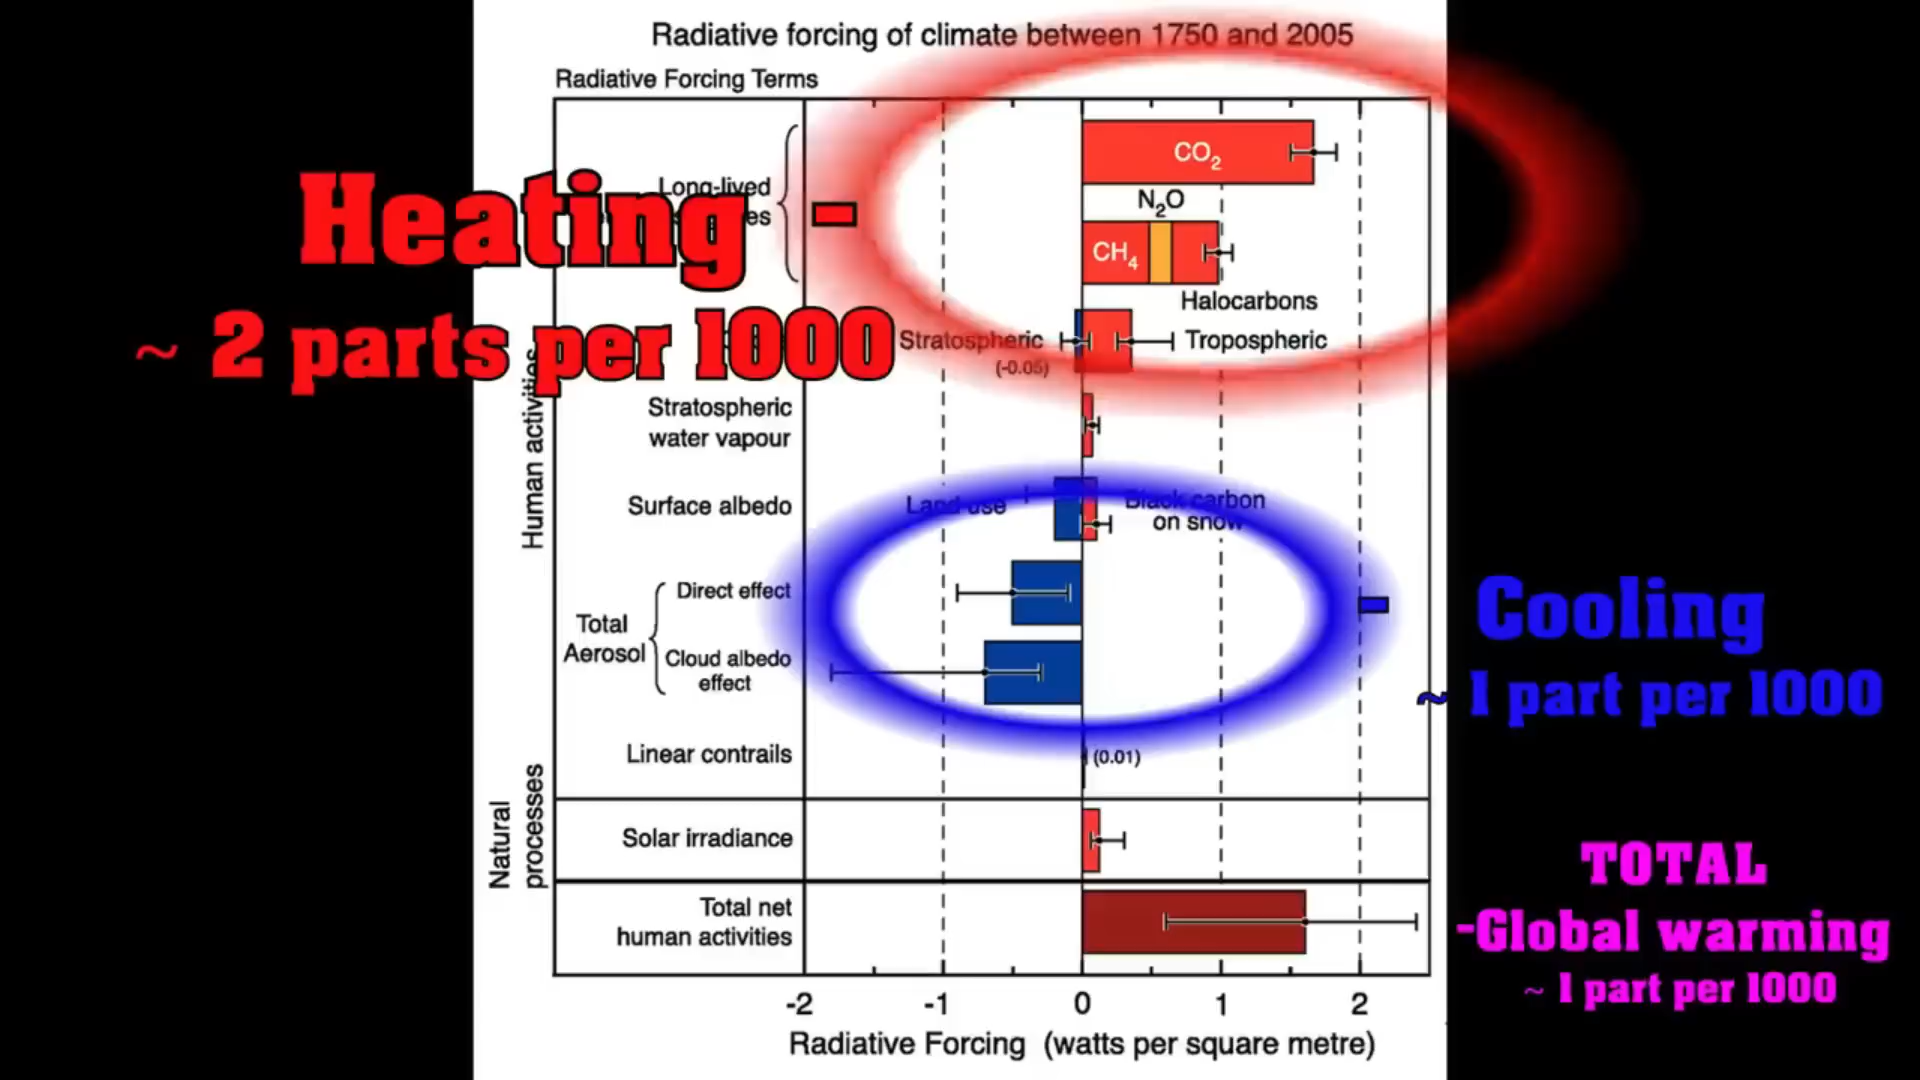 Radiative forcing of climate between 1750 and 2005
Radiative Forcing Terms
CO2
Long-lived
es
Heating
~ 2 parts per 1000
N2O
CH4
Halocarbons
Stratospheric
(-0.05)
Tropospheric
Human activities
Stratospheric
water vapour
Surface albedo
Land use
Black carbon
on snow
Total
Aerosol
Direct effect
Cloud albedo
effect
Cooling
~ 1 part per 1000
Linear contrails
(0.01)
Natural
processes
Solar irradiance
Total net
human activities
TOTAL
-Global warming
~ 1 part per 1000
-2 -1 0 1 2
Radiative Forcing (watts per square metre)